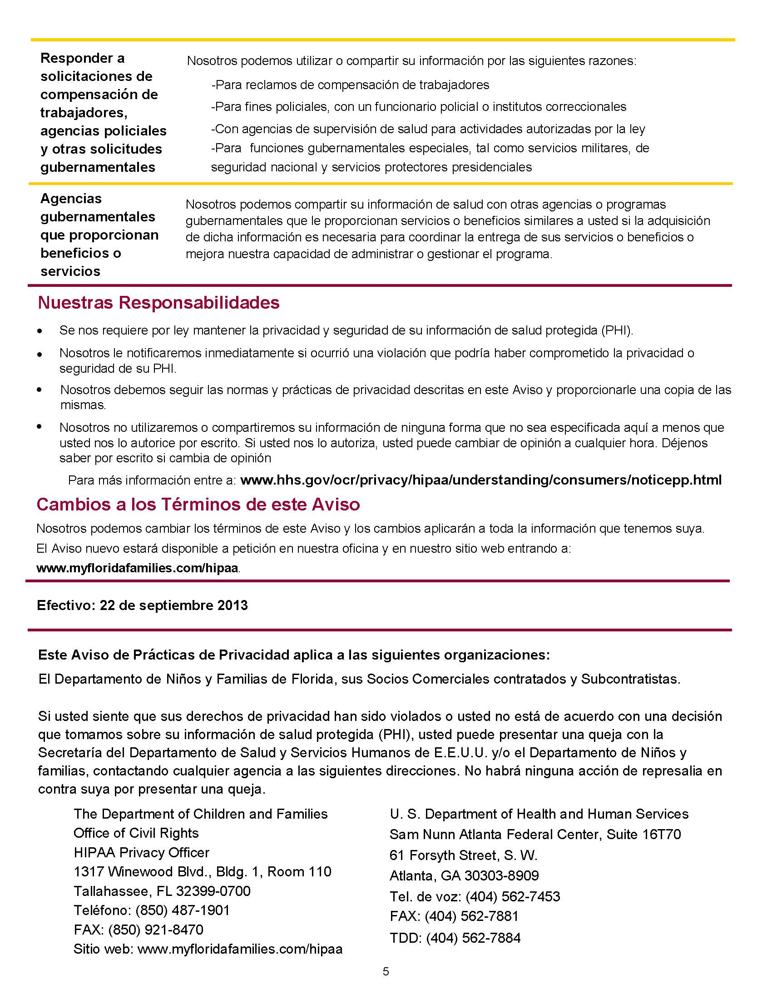 Responder a
solicitaciones de
compensación de
trabajadores,
agencias policiales
y otras solicitudes
gubernamentales
Nosotros podemos utilizar o compartir su información por las siguientes razones:
-Para reclamos de compensación de trabajadores
-Para fines policiales, con un funcionario policial o institutos correccionales
-Con agencias de supervisión de salud para actividades autorizadas por la ley
-Para funciones gubernamentales especiales, tal como servicios militares, de
seguridad nacional y servicios protectores presidenciales
Agencias
gubernamentales
que proporcionan
beneficios o
servicios
Nosotros podemos compartir su información de salud con otras agencias o programas
gubernamentales que le proporcionan servicios o beneficios similares a usted si la adquisición
de dicha información es necesaria para coordinar la entrega de sus servicios o beneficios o
mejora nuestra capacidad de administrar o gestionar el programa.
Nuestras Responsabilidades
• Se nos requiere por ley mantener la privacidad y seguridad de su información de salud protegida (PHI).
• Nosotros le notificaremos inmediatamente si ocurrió una violación que podría haber comprometido la privacidad o
seguridad de su PHI.
• Nosotros debemos seguir las normas y prácticas de privacidad descritas en este Aviso y proporcionarle una copia de las
mismas.
• Nosotros no utilizaremos o compartiremos su información de ninguna forma que no sea especificada aquí a menos que
usted nos lo autorice por escrito. Si usted nos lo autoriza, usted puede cambiar de opinión a cualquier hora. Déjenos
saber por escrito si cambia de opinión
Para más información entre a: www.hhs.gov/ocr/privacy/hipaa/understanding/consumers/noticepp.html
Cambios a los Términos de este Aviso
Nosotros podemos cambiar los términos de este Aviso y los cambios aplicarán a toda la información que tenemos suya.
El Aviso nuevo estará disponible a petición en nuestra oficina y en nuestro sitio web entrando a:
www.myfloridafamilies.com/hipaa.
Efectivo: 22 de septiembre 2013
Este Aviso de Prácticas de Privacidad aplica a las siguientes organizaciones:
El Departamento de Niños y Familias de Florida, sus Socios Comerciales contratados y Subcontratistas.
Si usted siente que sus derechos de privacidad han sido violados o usted no está de acuerdo con una decisión
que tomamos sobre su información de salud protegida (PHI), usted puede presentar una queja con la
Secretaría del Departamento de Salud y Servicios Humanos de E.E.U.U. y/o el Departamento de Niños y
familias, contactando cualquier agencia a las siguientes direcciones. No habrá ninguna acción de represalia en
contra suya por presentar una queja.
The Department of Children and Families
Office of Civil Rights
HIPAA Privacy Officer
1317 Winewood Blvd., Bldg. 1, Room 110
Tallahassee, FL 32399-0700
Teléfono: (850) 487-1901
FAX: (850) 921-8470
Sitio web: www.myfloridafamilies.com/hipaa
U. S. Department of Health and Human Services
Sam Nunn Atlanta Federal Center, Suite 16T70
61 Forsyth Street, S. W.
Atlanta, GA 30303-8909
Tel. de voz: (404) 562-7453
FAX: (404) 562-7881
TDD: (404) 562-7884
5